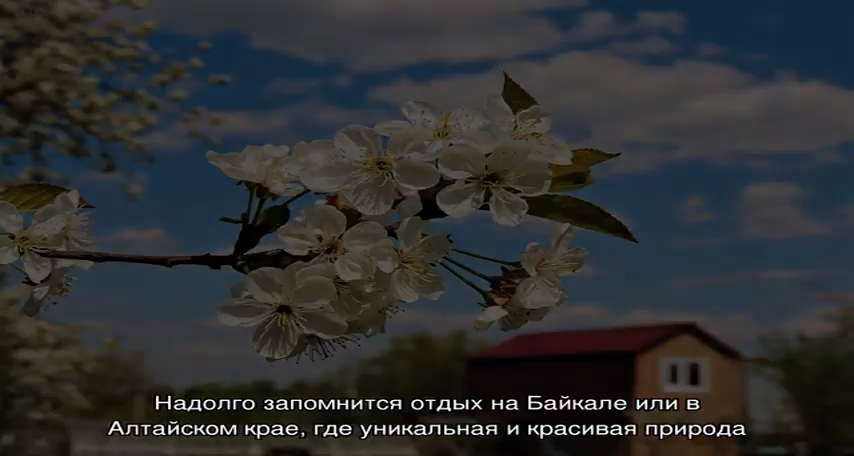 Надолго запомнится отдых на Байкале или в
Алтайском крае, где уникальная и красивая природа